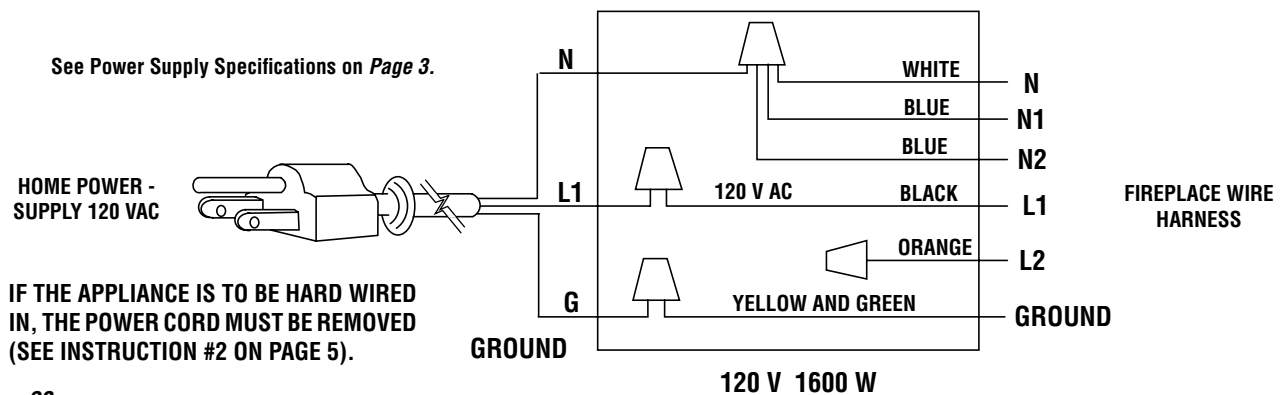 See Power Supply Specifications on Page 3.
N
WHITE
N
BLUE
N1
BLUE
N2
HOME POWER -
SUPPLY 120 VAC
L1
120 V AC
BLACK
L1
FIREPLACE WIRE
HARNESS
ORANGE
L2
IF THE APPLIANCE IS TO BE HARD WIRED
IN, THE POWER CORD MUST BE REMOVED
(SEE INSTRUCTION #2 ON PAGE 5).
G
GROUND
YELLOW AND GREEN
GROUND
120 V 1600 W